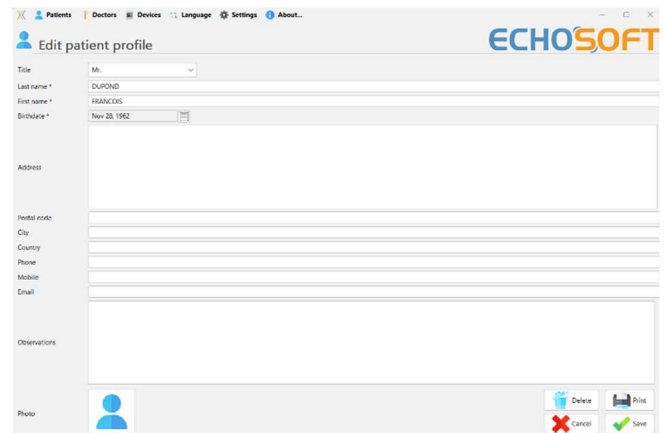 Patients Doctors Devices Language Settings About...
Edit patient profile
ECHOSOFT
Title Mr.
Last name * DUPOND
First name * FRANCOIS
Birthdate * Nov 28, 1962
Address
Postal code
City
Country
Phone
Mobile
Email
Observations
Photo
Delete Print
Cancel Save